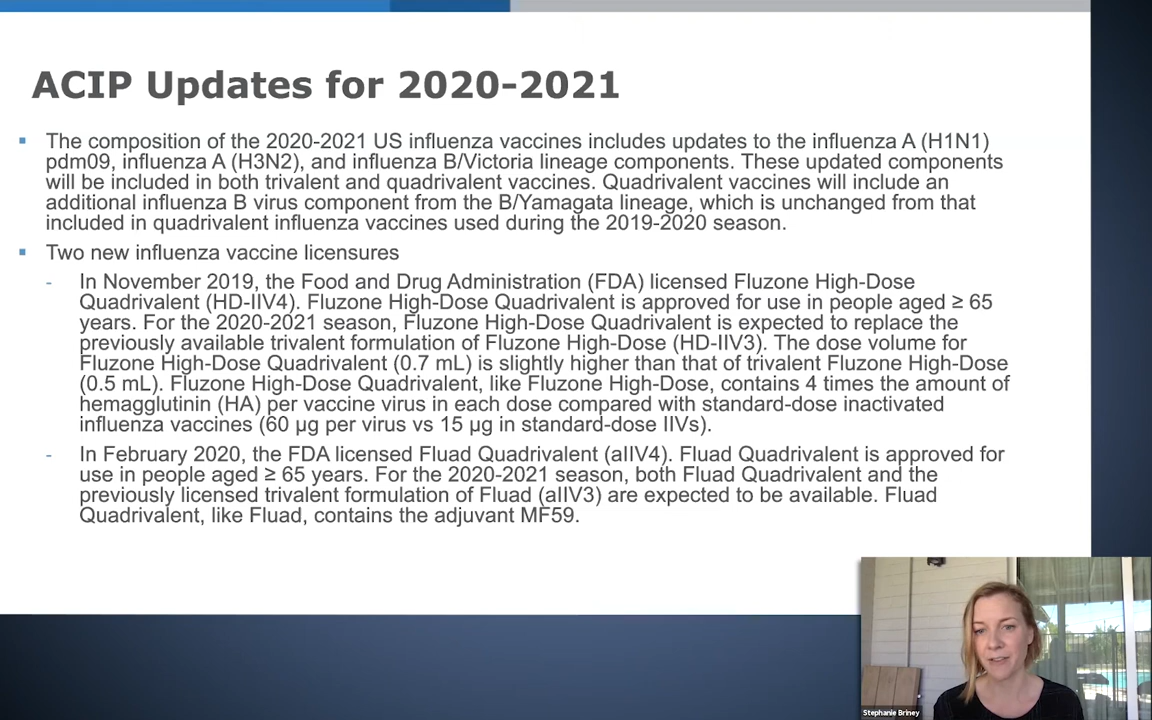 ACIP Updates for 2020-2021
▪ The composition of the 2020-2021 US influenza vaccines includes updates to the influenza A (H1N1)
pdm09, influenza A (H3N2), and influenza B/Victoria lineage components. These updated components
will be included in both trivalent and quadrivalent vaccines. Quadrivalent vaccines will include an
additional influenza B virus component from the B/Yamagata lineage, which is unchanged from that
included in quadrivalent influenza vaccines used during the 2019-2020 season.
▪ Two new influenza vaccine licensures
- In November 2019, the Food and Drug Administration (FDA) licensed Fluzone High-Dose
Quadrivalent (HD-IIV4). Fluzone High-Dose Quadrivalent is approved for use in people aged ≥ 65
years. For the 2020-2021 season, Fluzone High-Dose Quadrivalent is expected to replace the
previously available trivalent formulation of Fluzone High-Dose (HD-IIV3). The dose volume for
Fluzone High-Dose Quadrivalent (0.7 mL) is slightly higher than that of trivalent Fluzone High-Dose
(0.5 mL). Fluzone High-Dose Quadrivalent, like Fluzone High-Dose, contains 4 times the amount of
hemagglutinin (HA) per vaccine virus in each dose compared with standard-dose inactivated
influenza vaccines (60 µg per virus vs 15 µg in standard-dose IIVs).
- In February 2020, the FDA licensed Fluad Quadrivalent (aIIV4). Fluad Quadrivalent is approved for
use in people aged ≥ 65 years. For the 2020-2021 season, both Fluad Quadrivalent and the
previously licensed trivalent formulation of Fluad (aIIV3) are expected to be available. Fluad
Quadrivalent, like Fluad, contains the adjuvant MF59.
Stephanie Briney